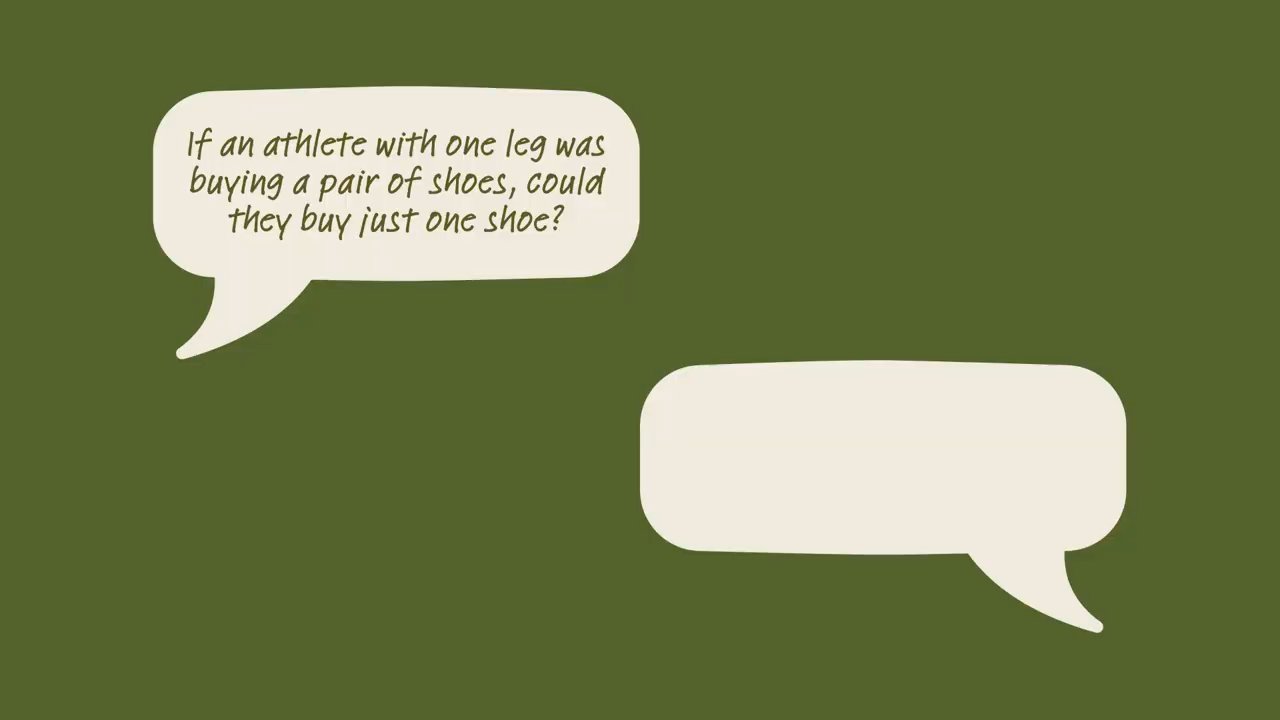 If an athlete with one leg was
buying a pair of shoes, could
they buy just one shoe?